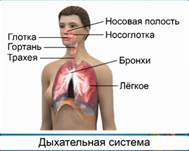 Носовая полость
Глотка
Носоглотка
Гортань
Трахея
Бронхи
Лёгкое
Дыхательная система